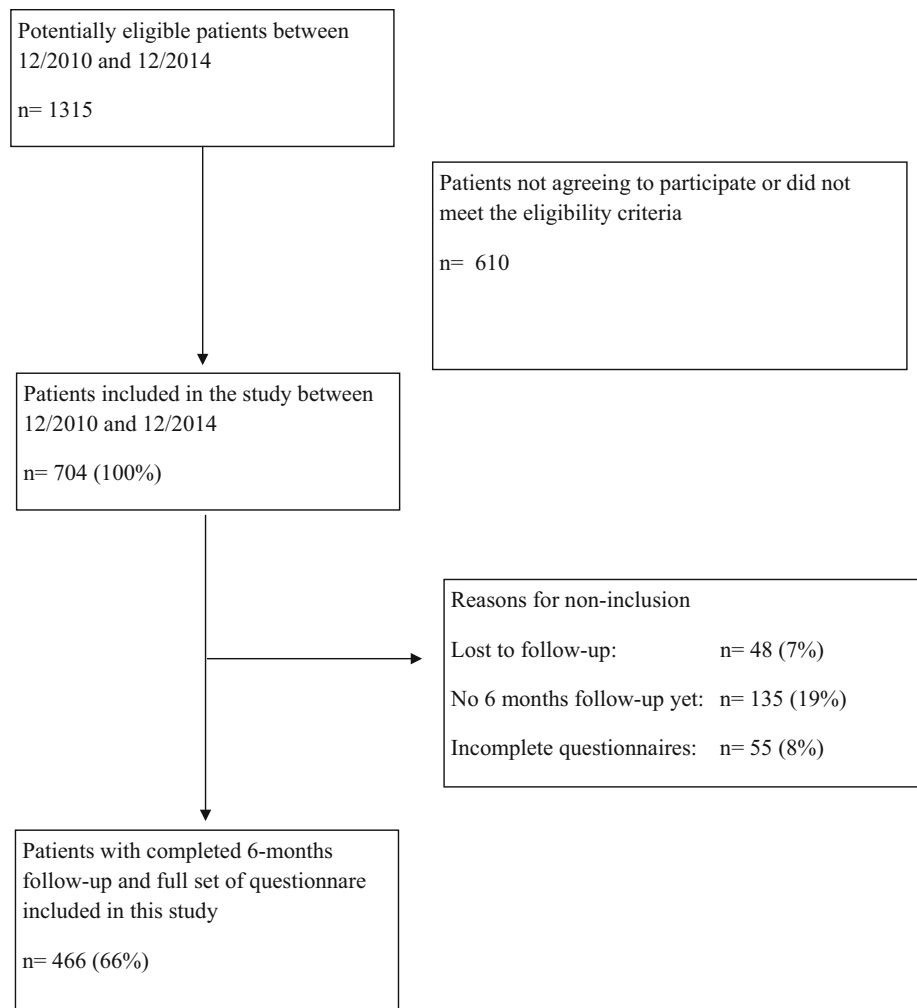 Potentially eligible patients between
12/2010 and 12/2014
n= 1315
Patients not agreeing to participate or did not
meet the eligibility criteria
n= 610
Patients included in the study between
12/2010 and 12/2014
n= 704 (100%)
Reasons for non-inclusion
Lost to follow-up: n= 48 (7%)
No 6 months follow-up yet: n= 135 (19%)
Incomplete questionnaires: n= 55 (8%)
Patients with completed 6-months
follow-up and full set of questionnare
included in this study
n= 466 (66%)